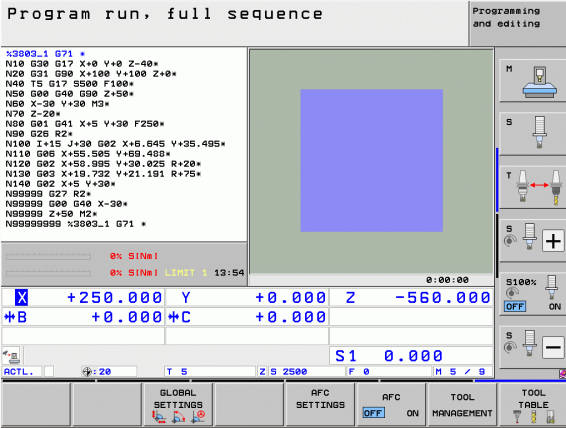 Program run, full sequence
Programming
and editing
%3803_1 G71 *
N10 G30 G17 X+0 Y+0 Z-40*
N20 G31 G90 X+100 Y+100 Z+0*
N40 T5 G17 S500 F100*
N50 G00 G40 G90 Z+50*
N60 X-30 Y+30 M3*
N70 Z-20*
N80 G01 G41 X+5 Y+30 F250*
N90 G26 R2*
N100 I+15 J+30 G02 X+6.645 Y+35.495*
N110 G06 X+55.505 Y+69.488*
N120 G02 X+58.995 Y+30.025 R+20*
N130 G03 X+19.732 Y+21.191 R+75*
N140 G02 X+5 Y+30*
N99999 G27 R2*
N99999 G00 G40 X-30*
N99999 Z+50 M2*
N99999999 %3803_1 G71 *
0% S[Nm]
0% S[Nm] LIMIT 1 13:54
0:00:00
X +250.000 Y +0.000 Z -560.000
B +0.000 C +0.000
S1 0.000
ACTL. :20 T 5 Z S 2500 F 0 M 5 / 9
M
S
T
S
S100%
OFF ON
S
GLOBAL
SETTINGS
AFC
SETTINGS
AFC
OFF ON
TOOL
MANAGEMENT
TOOL
TABLE